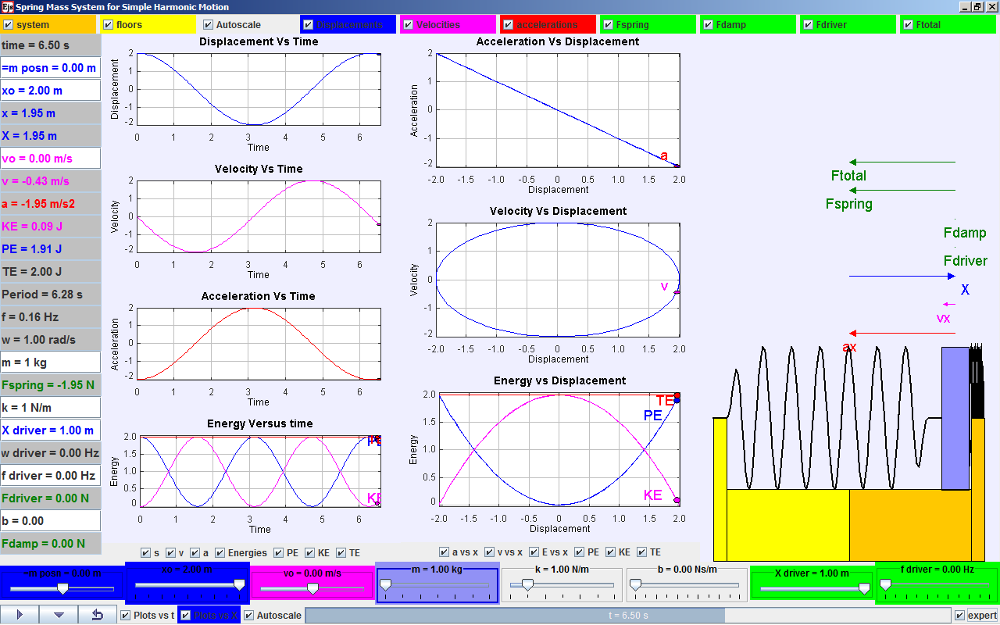 Ejs Spring Mass System for Simple Harmonic Motion
system
floors
Autoscale
Displacements
Velocities
accelerations
Fspring
Fdamp
Fdriver
Ftotal
time = 6.50 s
=m posn = 0.00 m
xo = 2.00 m
x = 1.95 m
X = 1.95 m
vo = 0.00 m/s
v = -0.43 m/s
a = -1.95 m/s2
KE = 0.09 J
PE = 1.91 J
TE = 2.00 J
Period = 6.28 s
f = 0.16 Hz
w = 1.00 rad/s
m = 1 kg
Fspring = -1.95 N
k = 1 N/m
X driver = 1.00 m
w driver = 0.00 Hz
f driver = 0.00 Hz
Fdriver = 0.00 N
b = 0.00
Fdamp = 0.00 N
Displacement Vs Time
Displacement
2
1
0
-1
-2
0 1 2 3 4 5 6
Time
Velocity Vs Time
Velocity
2
1
0
-1
-2
0 1 2 3 4 5 6
Time
Acceleration Vs Time
Acceleration
2
1
0
-1
-2
0 1 2 3 4 5 6
Time
Energy Versus time
Energy
2.0
1.5
1.0
0.5
0
PE
KE
0 1 2 3 4 5 6
Time
s v a Energies PE KE TE
Acceleration Vs Displacement
Acceleration
2
1
0
-1
-2
a
-2.0 -1.5 -1.0 -0.5 0 0.5 1.0 1.5 2.0
Displacement
Velocity Vs Displacement
Velocity
2
1
0
-1
-2
v
-2.0 -1.5 -1.0 -0.5 0 0.5 1.0 1.5 2.0
Displacement
Energy vs Displacement
Energy
2.0
1.0
0.5
0
TE
PE
KE
-2.0 -1.5 -1.0 -0.5 0 0.5 1.0 1.5 2.0
Displacement
a vs x v vs x E vs x PE KE TE
Ftotal
Fspring
Fdamp
Fdriver
X
vx
ax
=m posn = 0.00 m
xo = 2.00 m
vo = 0.00 m/s
m = 1.00 kg
k = 1.00 N/m
b = 0.00 Ns/m
X driver = 1.00 m
f driver = 0.00 Hz
Plots vs t
Plots vs X
Autoscale
t = 6.50 s
expert